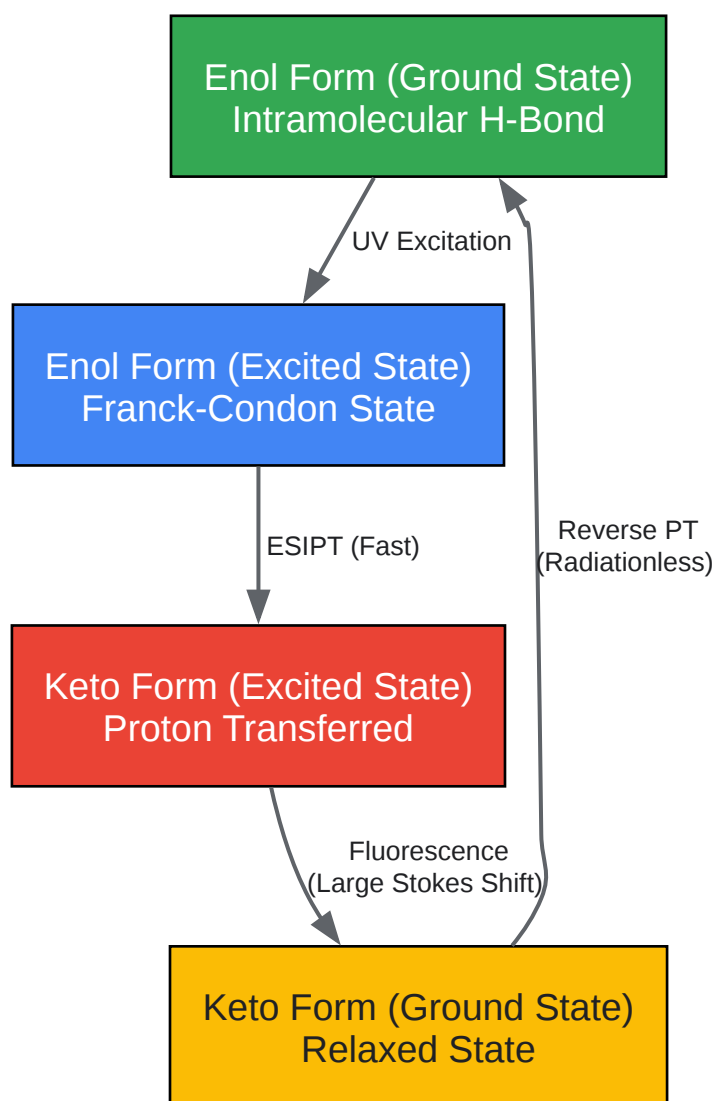 Enol Form (Ground State)
Intramolecular H-Bond
UV Excitation
Enol Form (Excited State)
Franck-Condon State
ESIPT (Fast)
Reverse PT
(Radiationless)
Keto Form (Excited State)
Proton Transferred
Fluorescence
(Large Stokes Shift)
Keto Form (Ground State)
Relaxed State